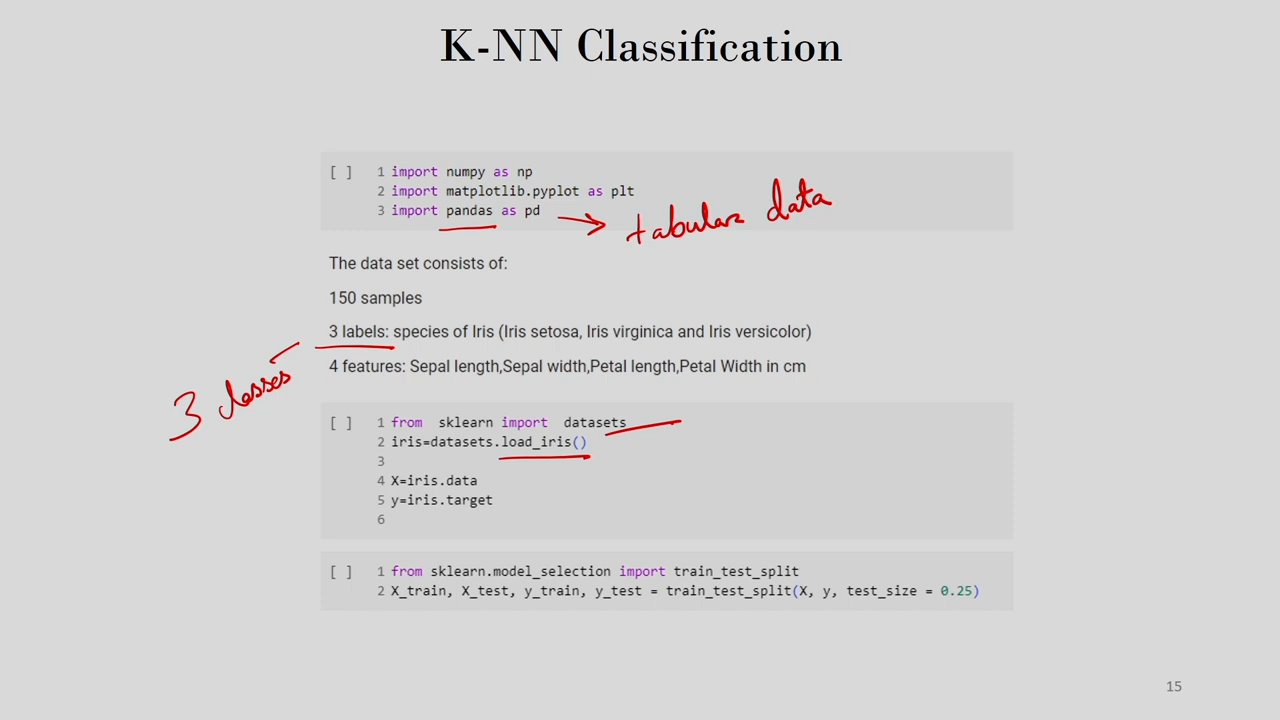 K-NN Classification
[ ] 1 import numpy as np
2 import matplotlib.pyplot as plt
3 import pandas as pd
tabular data
The data set consists of:
150 samples
3 labels: species of Iris (Iris setosa, Iris virginica and Iris versicolor)
3 classes
4 features: Sepal length,Sepal width,Petal length,Petal Width in cm
[ ] 1 from  sklearn import  datasets
2 iris=datasets.load_iris()
3
4 X=iris.data
5 y=iris.target
6
[ ] 1 from sklearn.model_selection import train_test_split
2 X_train, X_test, y_train, y_test = train_test_split(X, y, test_size = 0.25)
15